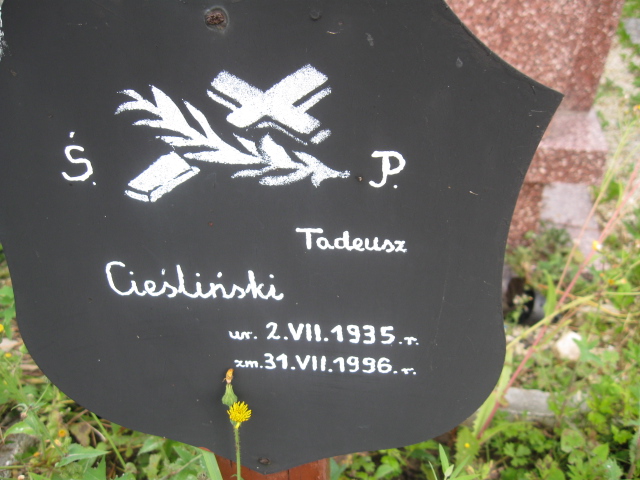 Ś. P.
Tadeusz
Cieśliński
ur. 2.VII.1935.r.
zm.31.VII.1996.r.